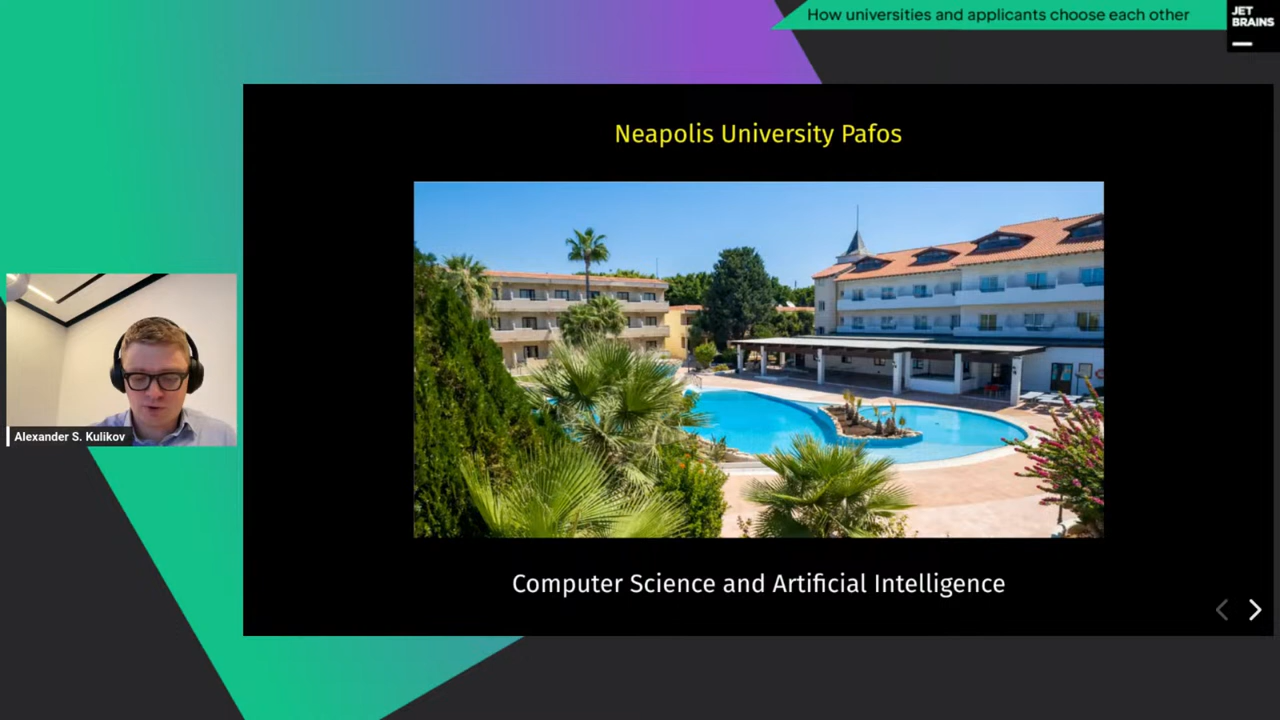 How universities and applicants choose each other
JET
BRAINS
Neapolis University Pafos
Alexander S. Kulikov
Computer Science and Artificial Intelligence